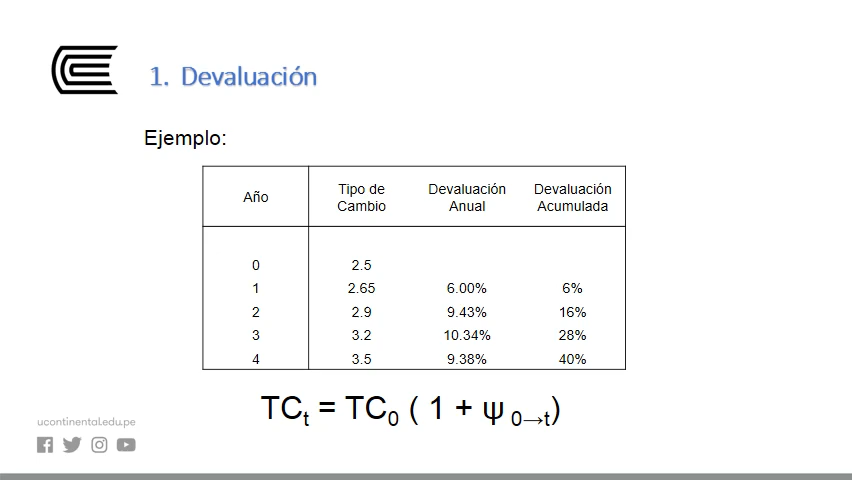 1. Devaluación
Ejemplo:
Año Tipo de Cambio Devaluación Anual Devaluación Acumulada
0 2.5
1 2.65 6.00% 6%
2 2.9 9.43% 16%
3 3.2 10.34% 28%
4 3.5 9.38% 40%
TCt = TC0 ( 1 + ψ 0→t)
ucontinental.edu.pe